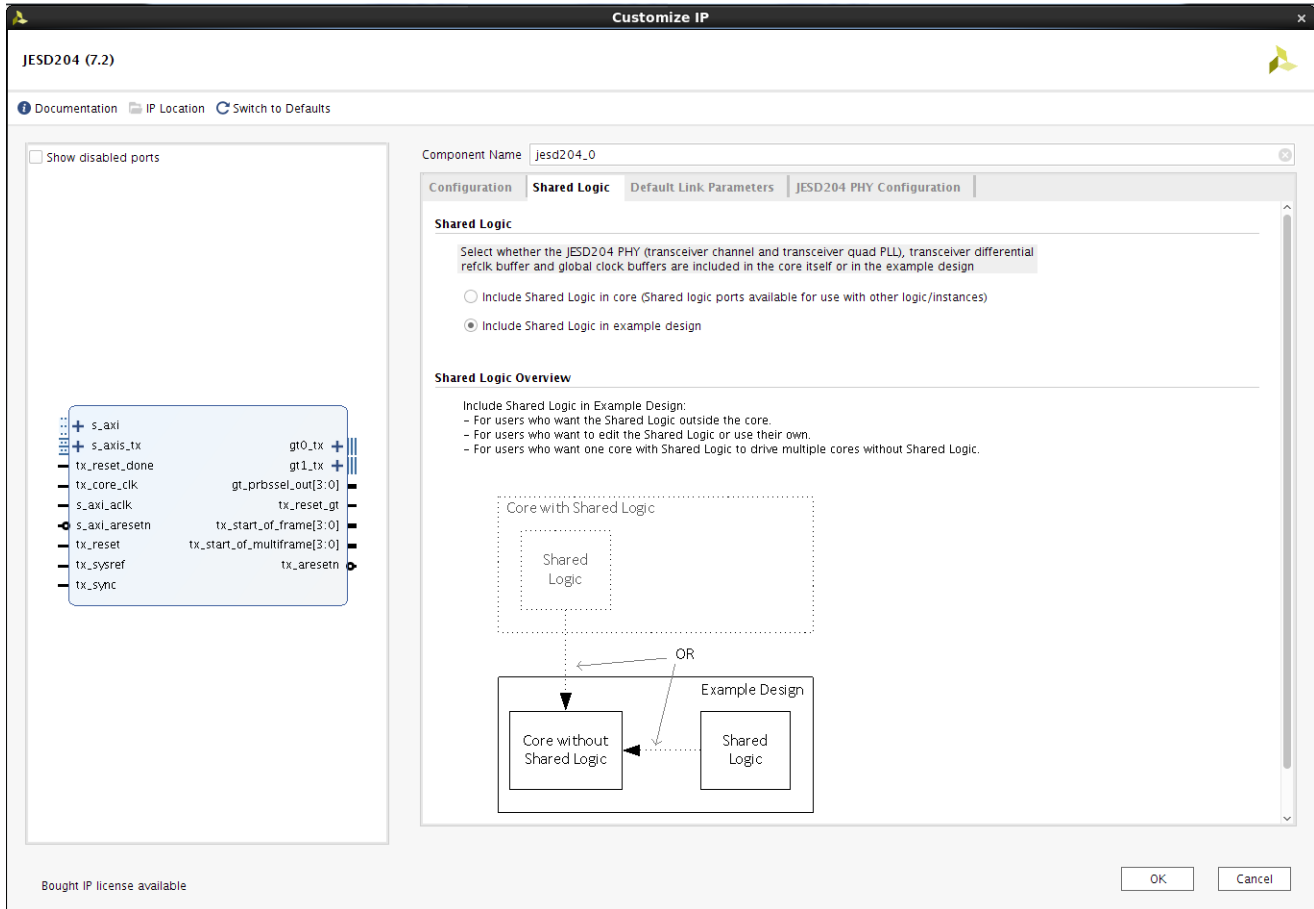 Customize IP
JESD204 (7.2)
Documentation IP Location Switch to Defaults
Show disabled ports
s_axi
s_axis_tx
tx_reset_done
tx_core_clk
s_axi_aclk
s_axi_aresetn
tx_reset
tx_sysref
tx_sync
gt0_tx
gt1_tx
gt_prbssel_out[3:0]
tx_reset_gt
tx_start_of_frame[3:0]
tx_start_of_multiframe[3:0]
tx_aresetn
Component Name jesd204_0
Configuration Shared Logic Default Link Parameters JESD204 PHY Configuration
Shared Logic
Select whether the JESD204 PHY (transceiver channel and transceiver quad PLL), transceiver differential
refclk buffer and global clock buffers are included in the core itself or in the example design
Include Shared Logic in core (Shared logic ports available for use with other logic/instances)
Include Shared Logic in example design
Shared Logic Overview
Include Shared Logic in Example Design:
– For users who want the Shared Logic outside the core.
– For users who want to edit the Shared Logic or use their own.
– For users who want one core with Shared Logic to drive multiple cores without Shared Logic.
Core with Shared Logic
Shared
Logic
OR
Example Design
Core without
Shared Logic
Shared
Logic
Bought IP license available
OK Cancel